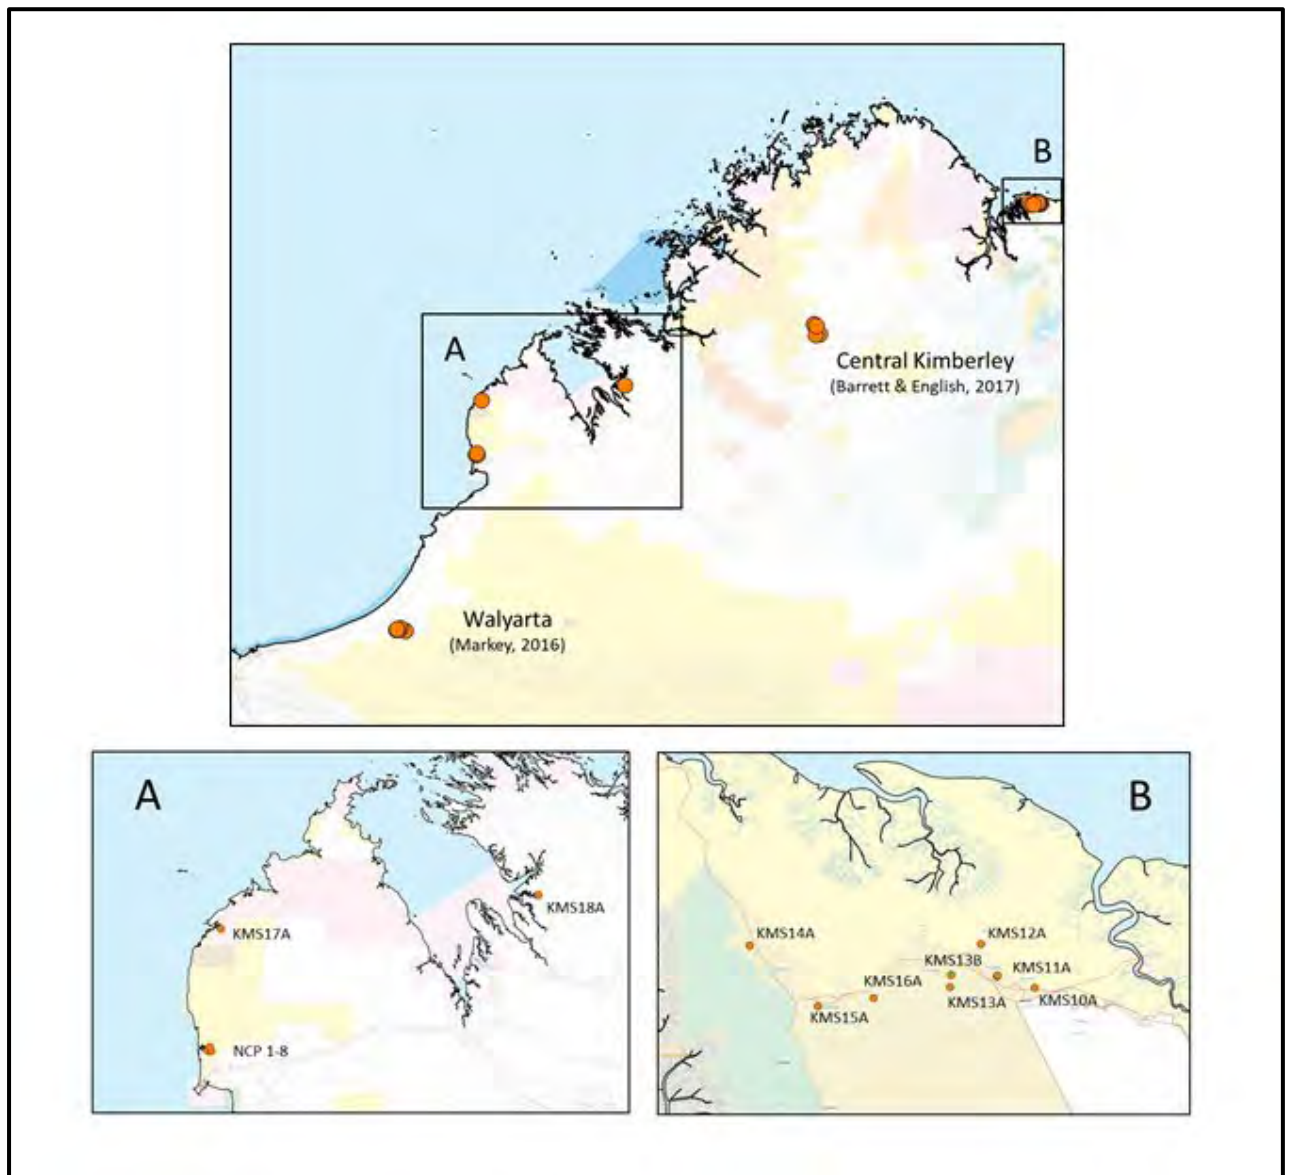 B
A
Central Kimberley
(Barrett & English, 2017)
Walyarta
(Markey, 2016)
A
KMS18A
KMS17A
NCP 1-8
B
KMS14A
KMS12A
KMS13B
KMS11A
KMS16A
KMS13A
KMS10A
KMS15A